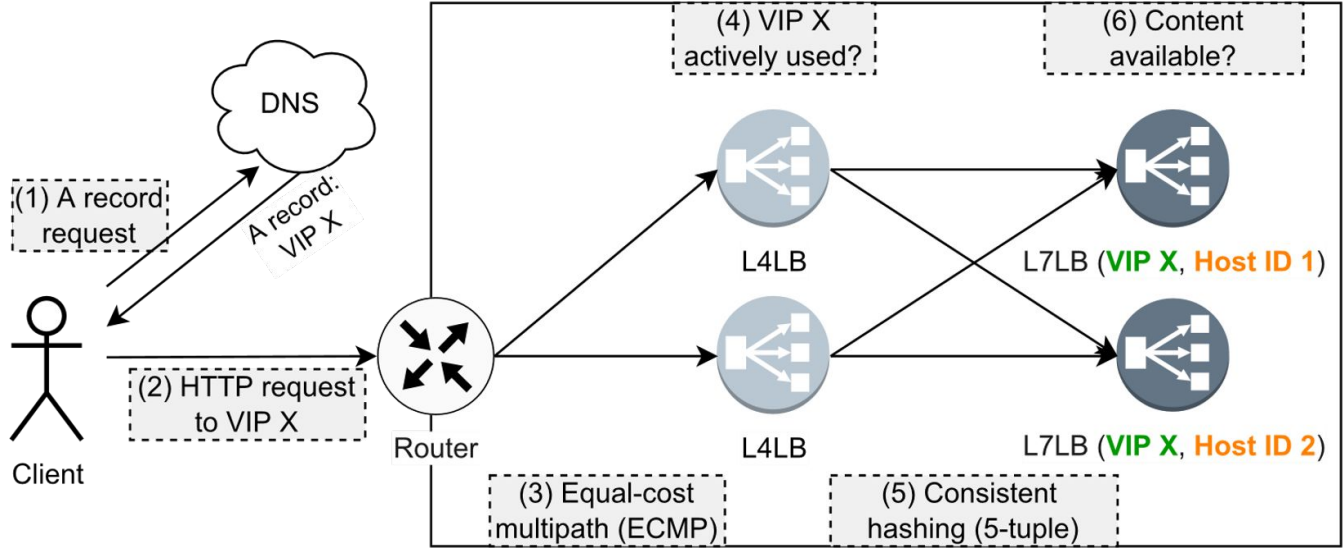 (4) VIP X
actively used?
(6) Content
available?
DNS
(1) A record
request
A record:
VIP X
L4LB
L7LB (VIP X, Host ID 1)
(2) HTTP request
to VIP X
Router
Client
L4LB
L7LB (VIP X, Host ID 2)
(3) Equal-cost
multipath (ECMP)
(5) Consistent
hashing (5-tuple)